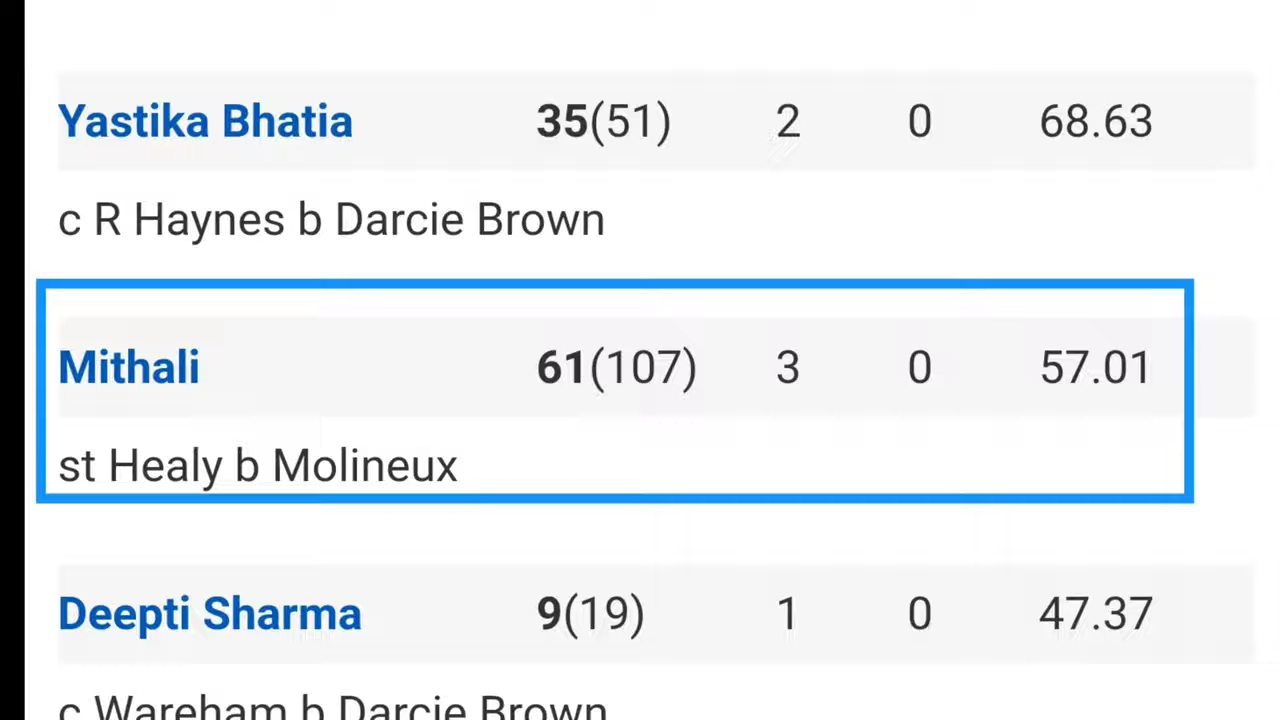 Yastika Bhatia 35(51) 2 0 68.63
c R Haynes b Darcie Brown
Mithali 61(107) 3 0 57.01
st Healy b Molineux
Deepti Sharma 9(19) 1 0 47.37
c Wareham b Darcie Brown